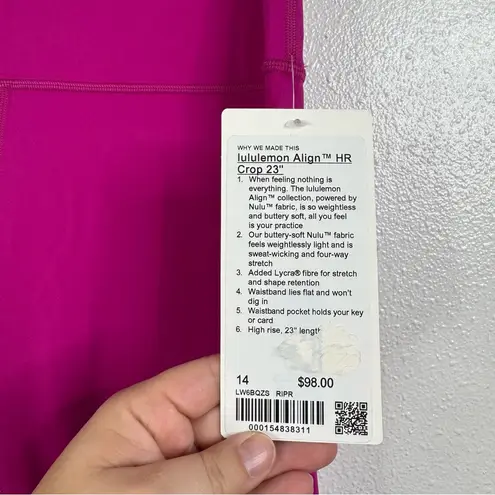 WHY WE MADE THIS
lululemon Align™ HR
Crop 23"
1. When feeling nothing is
everything. The lululemon
Align™ collection, powered by
Nulu™ fabric, is so weightless
and buttery soft, all you feel
is your practice
2. Our buttery-soft Nulu™ fabric
feels weightlessly light and is
sweat-wicking and four-way
stretch
3. Added Lycra® fibre for stretch
and shape retention
4. Waistband lies flat and won't
dig in
5. Waistband pocket holds your key
or card
6. High rise, 23" length
14 $98.00
LW6BQZS RIPR
000154838311